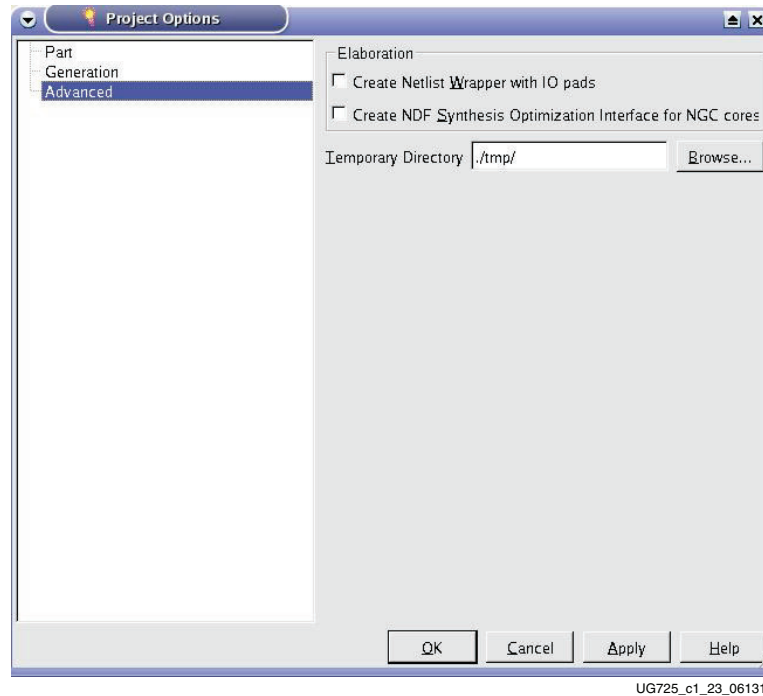 Project Options
Part
Generation
Advanced
Elaboration
Create Netlist Wrapper with IO pads
Create NDF Synthesis Optimization Interface for NGC cores
Temporary Directory ./tmp/ Browse...
OK Cancel Apply Help
UG725_c1_23_06131